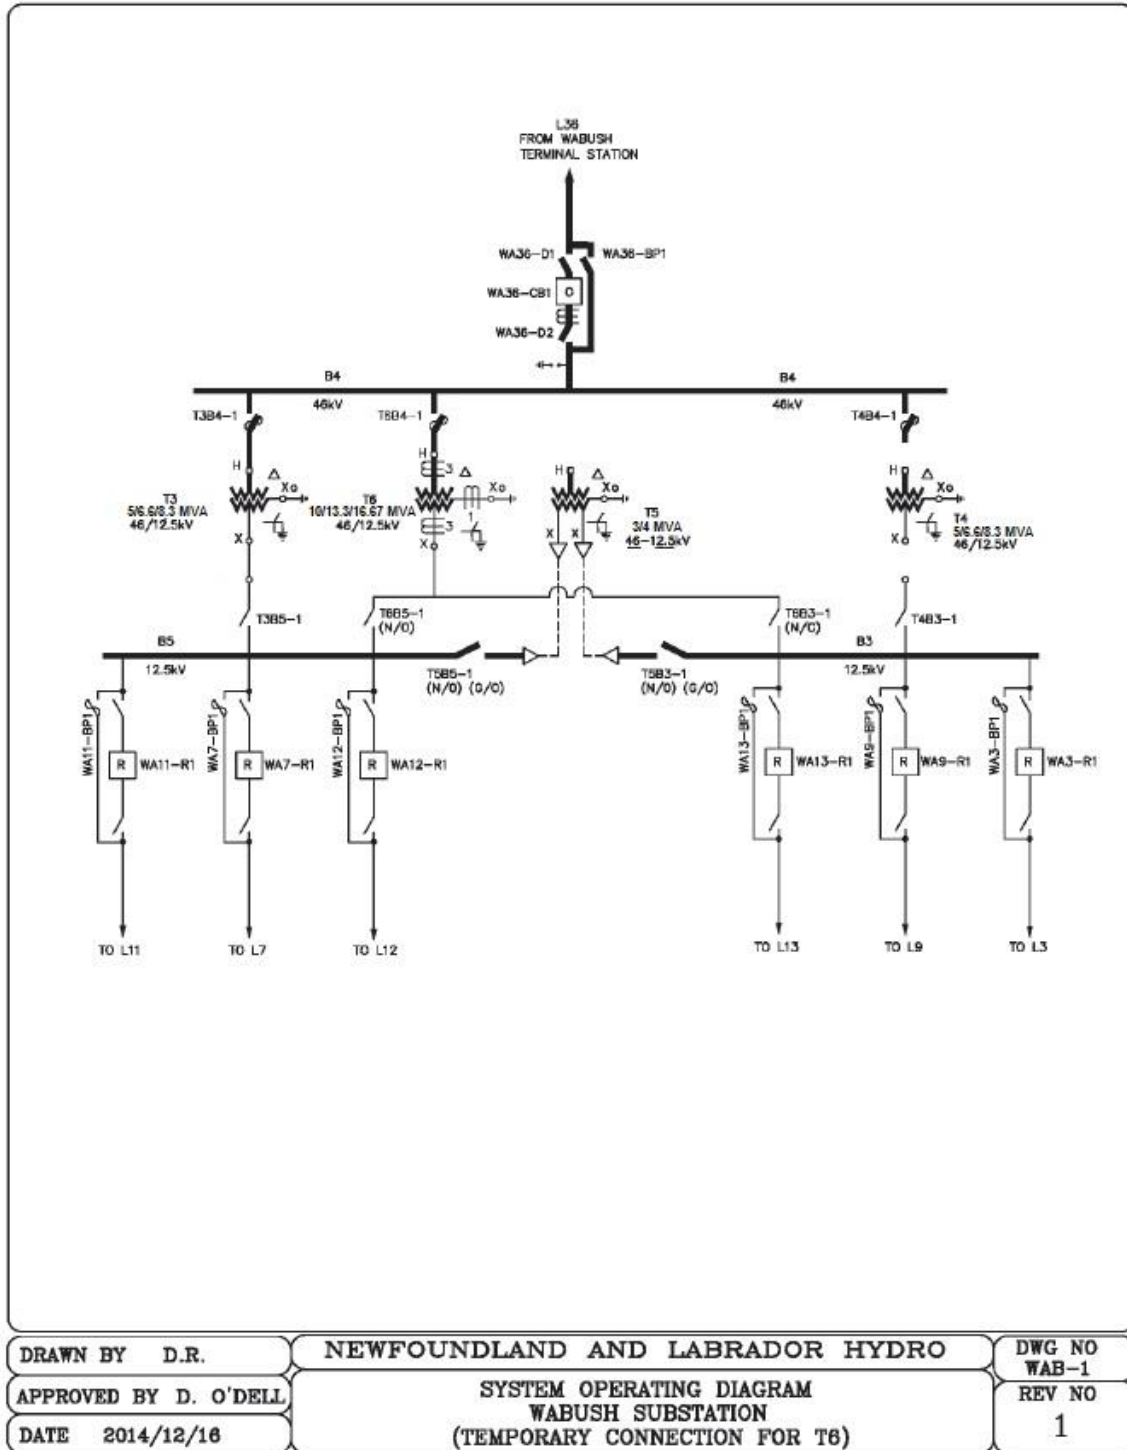 L36
FROM WABUSH
TERMINAL STATION
WA36-D1
WA36-BP1
WA36-CB1
C
WA36-D2
B4
B4
46kV
46kV
T3B4-1
T6B4-1
T4B4-1
H
H
3
H
H
Xo
Xo
Xo
Xo
T3
5/6.6/8.3 MVA
46/12.5kV
T6
10/13.3/16.67 MVA
46/12.5kV
1
3
T5
3/4 MVA
46-12.5kV
T4
5/6.6/8.3 MVA
46/12.5kV
X
X
X
X
X
T3B5-1
T6B5-1
(N/O)
T6B3-1
(N/C)
T4B3-1
B5
B3
12.5kV
12.5kV
T5B5-1
(N/O) (G/O)
T5B3-1
(N/O) (G/O)
WA11-BP1
WA7-BP1
WA12-BP1
WA13-BP1
WA9-BP1
WA3-BP1
R WA11-R1
R WA7-R1
R WA12-R1
R WA13-R1
R WA9-R1
R WA3-R1
TO L11
TO L7
TO L12
TO L13
TO L9
TO L3
DRAWN BY D.R.
APPROVED BY D. O'DELL
DATE 2014/12/16
NEWFOUNDLAND AND LABRADOR HYDRO
SYSTEM OPERATING DIAGRAM
WABUSH SUBSTATION
(TEMPORARY CONNECTION FOR T6)
DWG NO
WAB-1
REV NO
1